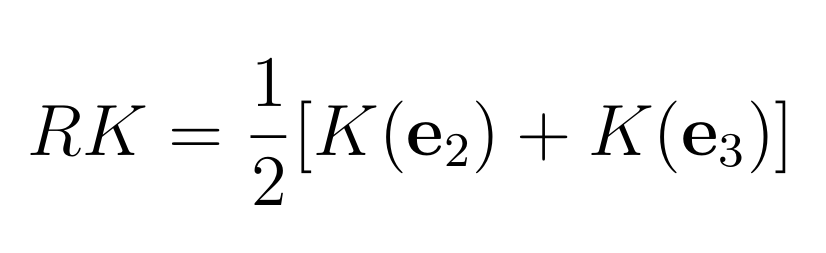 RK = \frac{1}{2}[K(\mathbf{e}_2) + K(\mathbf{e}_3)]